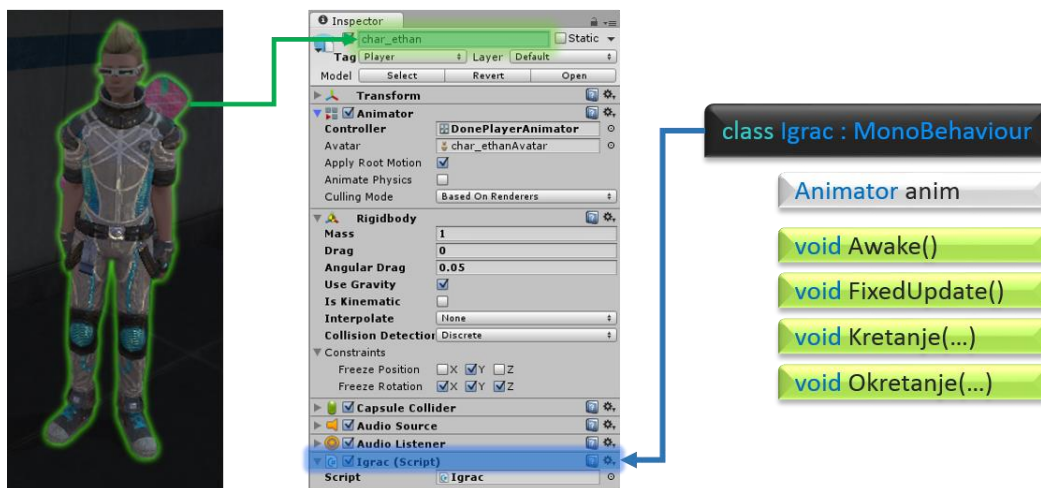 Inspector
char_ethan Static
Tag Player Layer Default
Model Select Revert Open
Transform
Animator
Controller DonePlayerAnimator
Avatar char_ethanAvatar
Apply Root Motion
Animate Physics
Culling Mode Based On Renderers
Rigidbody
Mass 1
Drag 0
Angular Drag 0.05
Use Gravity
Is Kinematic
Interpolate None
Collision Detection Discrete
Constraints
Freeze Position X Y Z
Freeze Rotation X Y Z
Capsule Collider
Audio Source
Audio Listener
Igrac (Script)
Script Igrac
class Igrac : MonoBehaviour
Animator anim
void Awake()
void FixedUpdate()
void Kretanje(...)
void Okretanje(...)